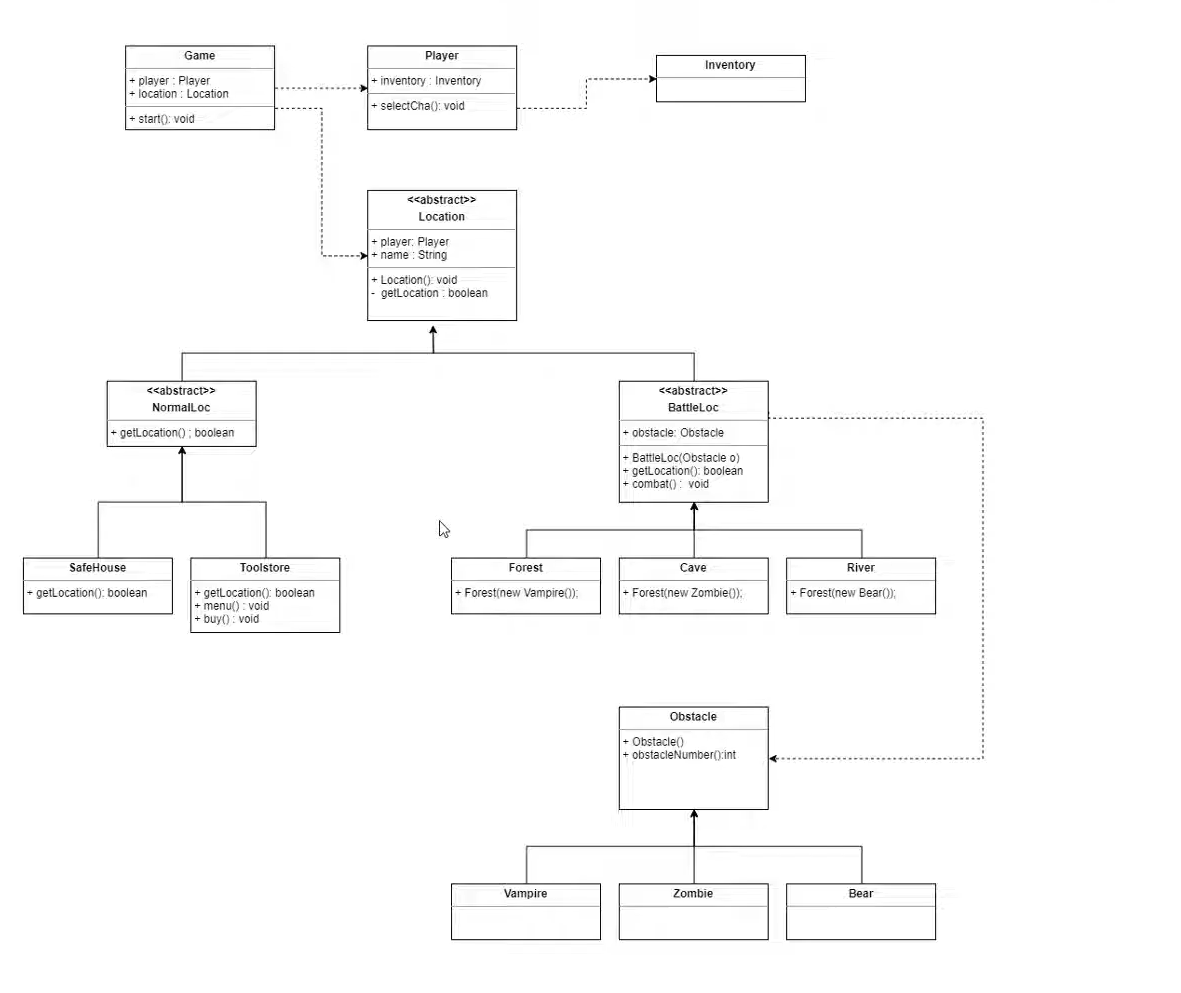 Game
+ player : Player
+ location : Location
+ start(): void
Player
+ inventory : Inventory
+ selectCha(): void
Inventory
<<abstract>>
Location
+ player: Player
+ name : String
+ Location(): void
- getLocation : boolean
<<abstract>>
NormalLoc
+ getLocation() ; boolean
<<abstract>>
BattleLoc
+ obstacle: Obstacle
+ BattleLoc(Obstacle o)
+ getLocation(): boolean
+ combat() : void
SafeHouse
+ getLocation(): boolean
Toolstore
+ getLocation(): boolean
+ menu() : void
+ buy() : void
Forest
+ Forest(new Vampire());
Cave
+ Forest(new Zombie());
River
+ Forest(new Bear());
Obstacle
+ Obstacle()
+ obstacleNumber():int
Vampire
Zombie
Bear